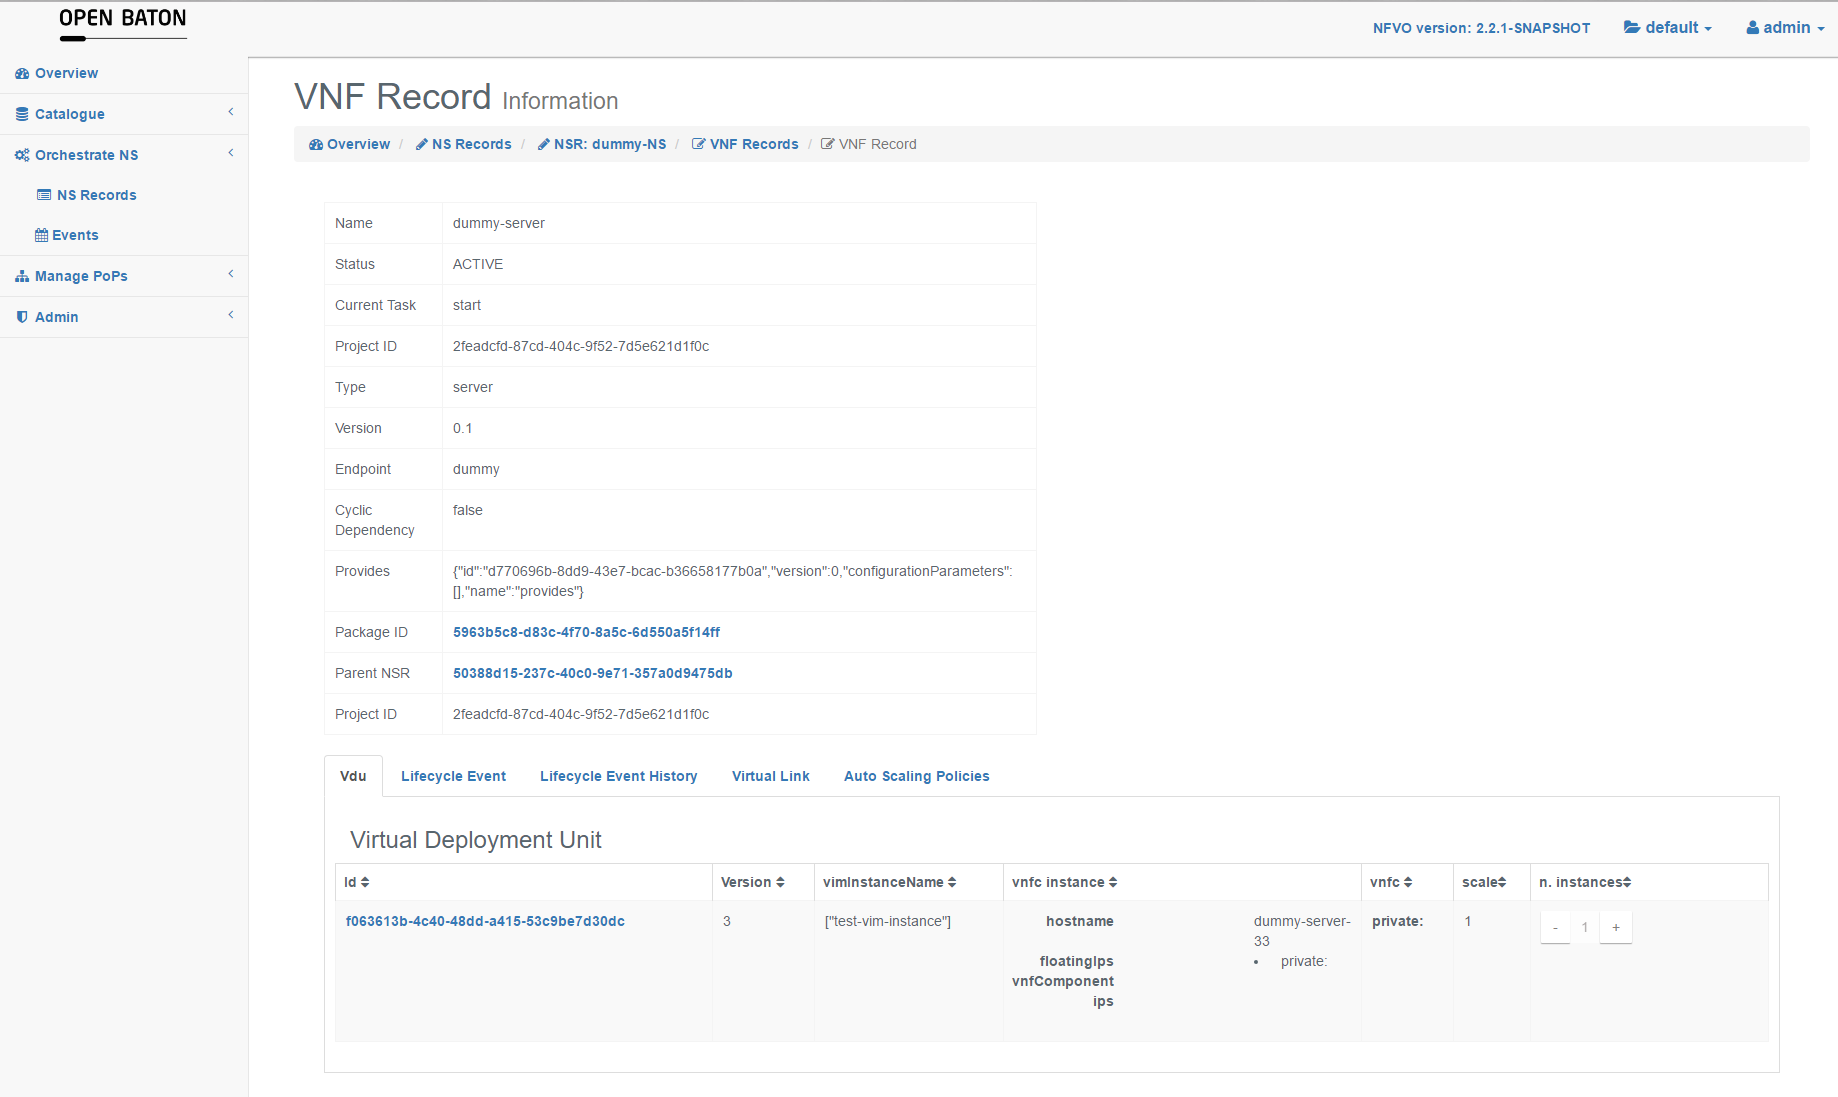 OPEN BATON
NFVO version: 2.2.1-SNAPSHOT default admin
Overview
Catalogue
Orchestrate NS
NS Records
Events
Manage PoPs
Admin
VNF Record Information
Overview / NS Records / NSR: dummy-NS / VNF Records / VNF Record
Name dummy-server
Status ACTIVE
Current Task start
Project ID 2feadcfd-87cd-404c-9f52-7d5e621d1f0c
Type server
Version 0.1
Endpoint dummy
Cyclic false
Dependency
Provides {"id":"d770696b-8dd9-43e7-bcac-b36658177b0a","version":0,"configurationParameters":
[],"name":"provides"}
Package ID 5963b5c8-d83c-4f70-8a5c-6d550a5f14ff
Parent NSR 50388d15-237c-40c0-9e71-357a0d9475db
Project ID 2feadcfd-87cd-404c-9f52-7d5e621d1f0c
Vdu Lifecycle Event Lifecycle Event History Virtual Link Auto Scaling Policies
Virtual Deployment Unit
Id Version vimInstanceName vnfc instance vnfc scale n. instances
f063613b-4c40-48dd-a415-53c9be7d30dc 3 ["test-vim-instance"] hostname dummy-server- private: 1 - 1 +
33
floatingIps • private:
vnfComponent
ips